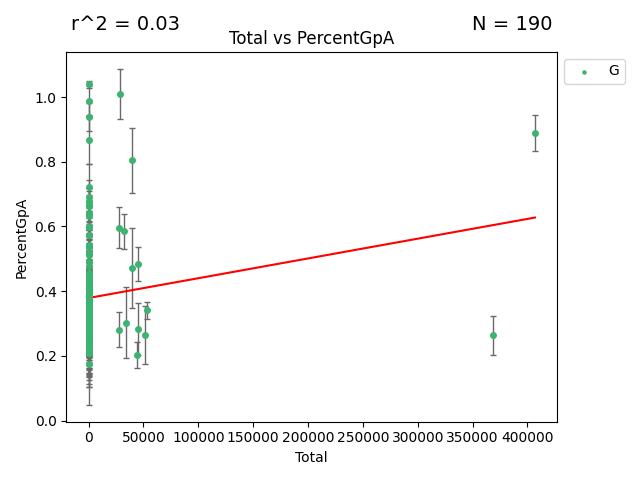 r^2 = 0.03
N = 190
Total vs PercentGpA
G
PercentGpA
1.0
0.8
0.6
0.4
0.2
0.0
0
50000
100000
150000
200000
250000
300000
350000
400000
Total